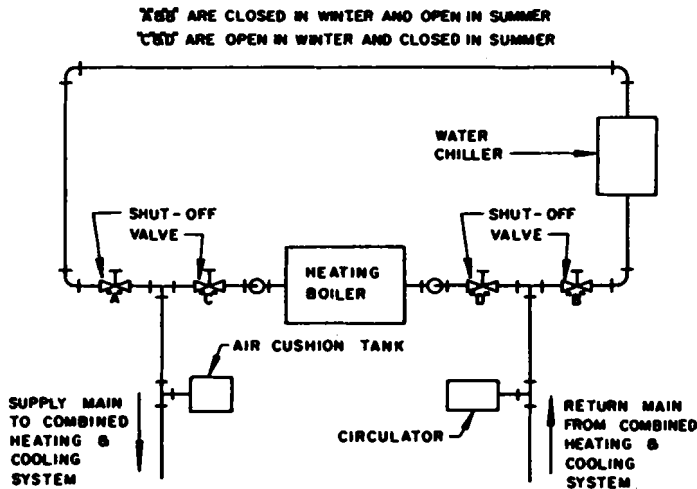 "A&B" ARE CLOSED IN WINTER AND OPEN IN SUMMER
"C&D" ARE OPEN IN WINTER AND CLOSED IN SUMMER
WATER
CHILLER
SHUT-OFF
VALVE
SHUT-OFF
VALVE
HEATING
BOILER
A
C
D
B
AIR CUSHION TANK
SUPPLY MAIN
TO COMBINED
HEATING &
COOLING
SYSTEM
CIRCULATOR
RETURN MAIN
FROM COMBINED
HEATING &
COOLING
SYSTEM